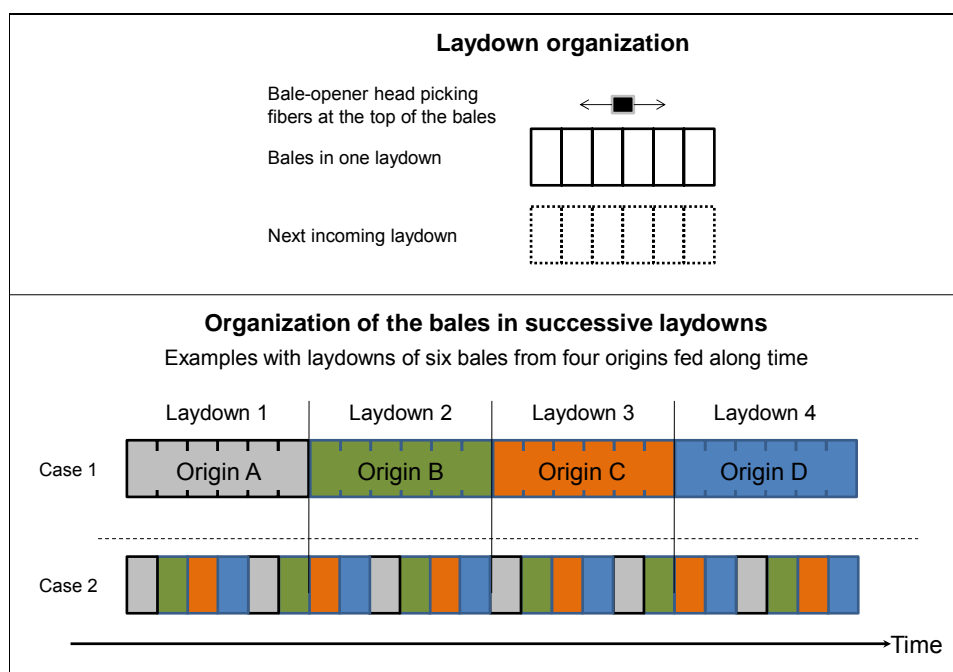 Laydown organization
Bale-opener head picking
fibers at the top of the bales
Bales in one laydown
Next incoming laydown
Organization of the bales in successive laydowns
Examples with laydowns of six bales from four origins fed along time
Laydown 1
Laydown 2
Laydown 3
Laydown 4
Case 1
Origin A
Origin B
Origin C
Origin D
Case 2
Time